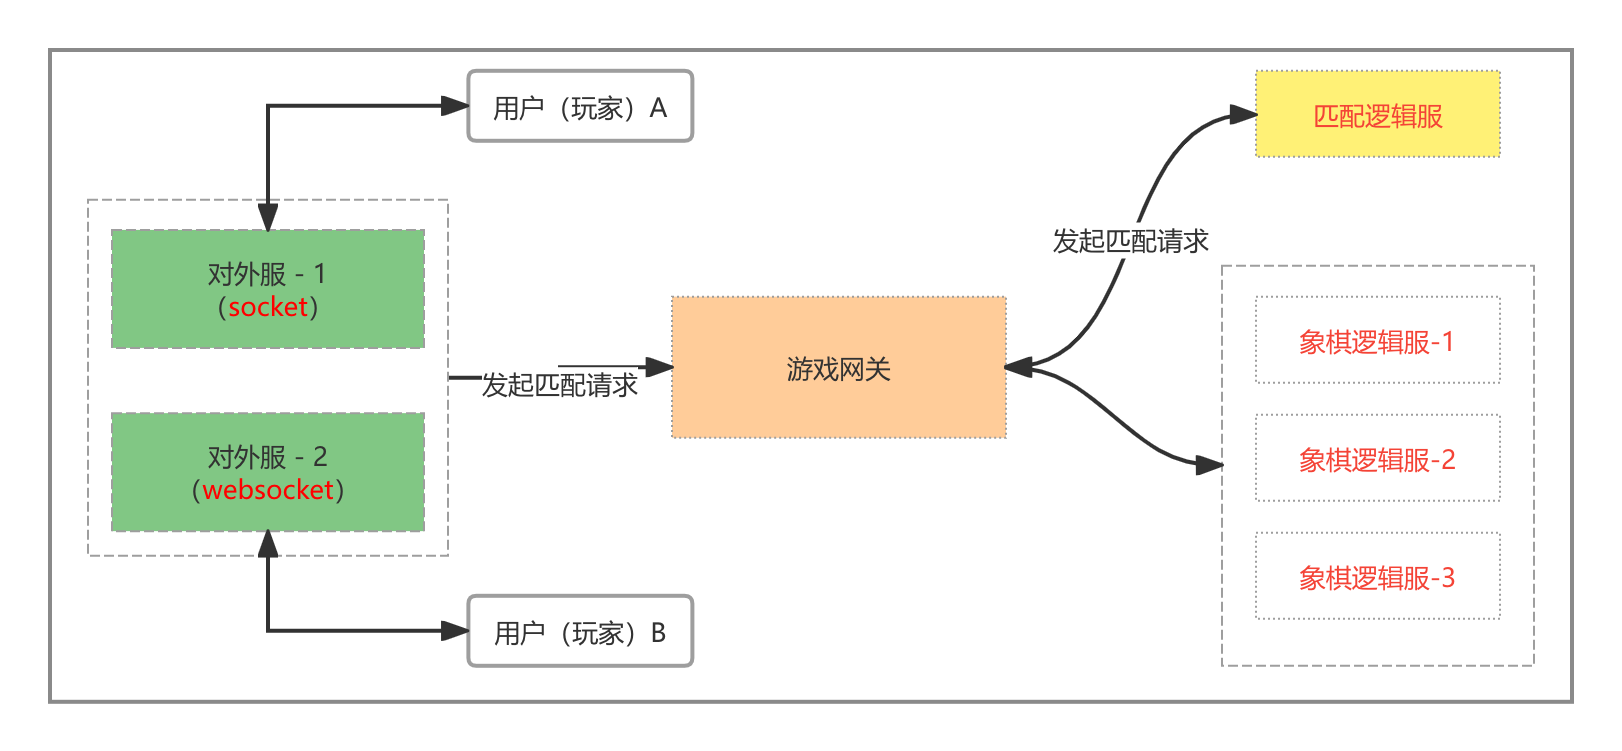 用户（玩家）A
对外服 - 1
（socket）
对外服 - 2
（websocket）
用户（玩家）B
发起匹配请求
游戏网关
发起匹配请求
匹配逻辑服
象棋逻辑服-1
象棋逻辑服-2
象棋逻辑服-3